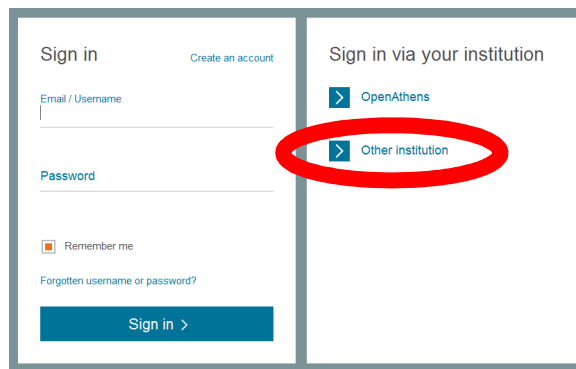 Sign in
Create an account
Email / Username
Password
Remember me
Forgotten username or password?
Sign in
Sign in via your institution
OpenAthens
Other institution